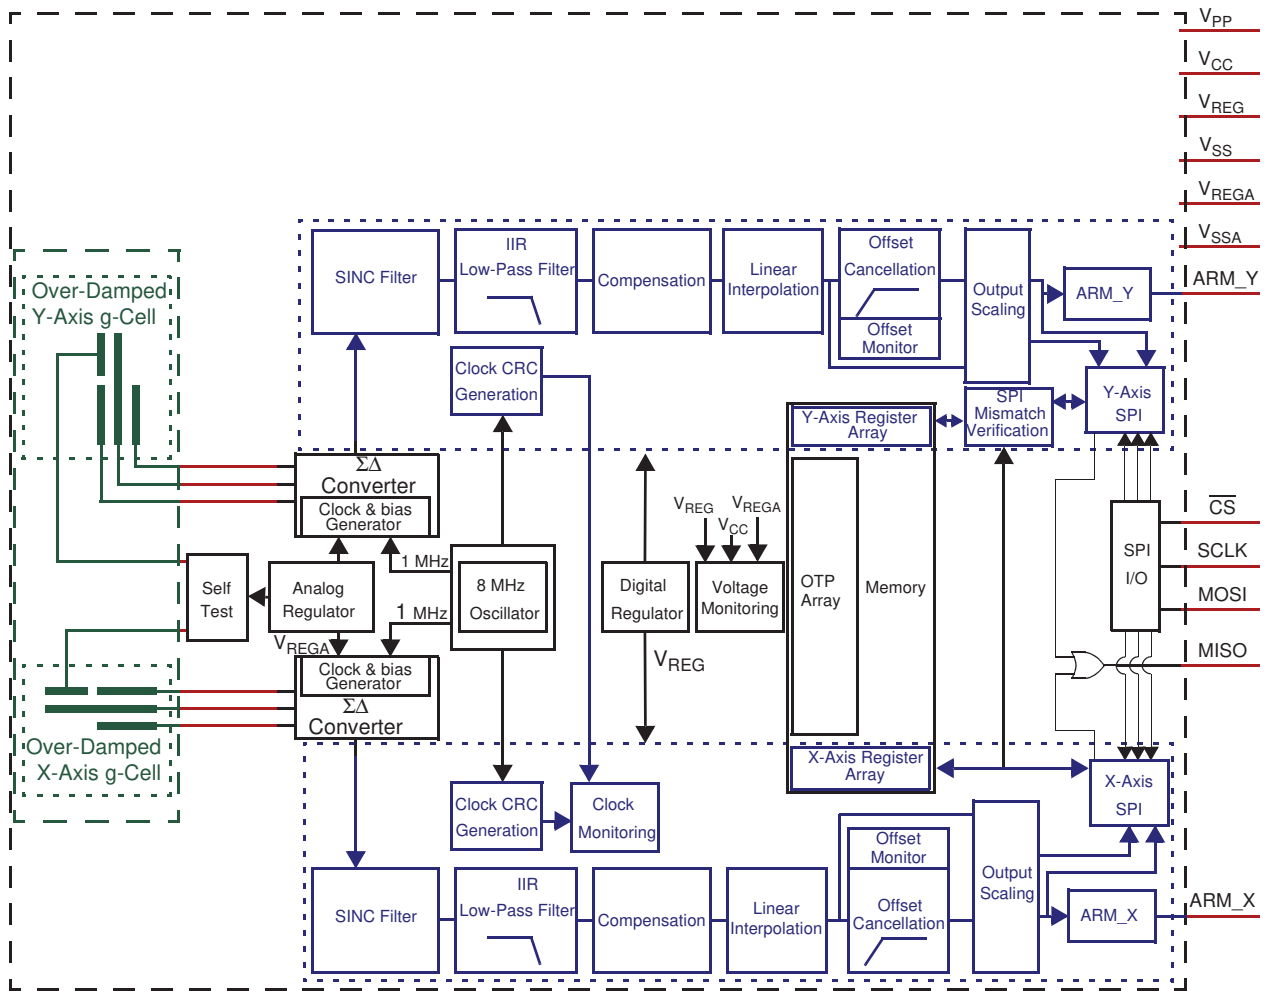 VPP
VCC
VREG
VSS
VREGA
VSSA
ARM_Y
SINC Filter
IIR
Low-Pass Filter
Compensation
Linear
Interpolation
Offset
Cancellation
Offset
Monitor
Output
Scaling
ARM_Y
Over-Damped
Y-Axis g-Cell
Clock CRC
Generation
Y-Axis Register
Array
SPI
Mismatch
Verification
Y-Axis
SPI
ΣΔ
Converter
Clock & bias
Generator
VREG
VREGA
VCC
CS
SCLK
MOSI
MISO
SPI
I/O
1 MHz
Self
Test
Analog
Regulator
8 MHz
Oscillator
Digital
Regulator
Voltage
Monitoring
OTP
Array
Memory
1 MHz
VREGA
VREG
Clock & bias
Generator
ΣΔ
Converter
Over-Damped
X-Axis g-Cell
X-Axis Register
Array
X-Axis
SPI
Clock CRC
Generation
Clock
Monitoring
Offset
Monitor
SINC Filter
IIR
Low-Pass Filter
Compensation
Linear
Interpolation
Offset
Cancellation
Output
Scaling
ARM_X
ARM_X